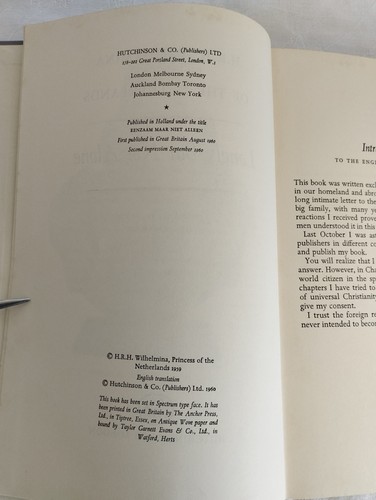 HUTCHINSON & CO. (Publishers) LTD
178-202 Great Portland Street, London, W.1
London Melbourne Sydney
Auckland Bombay Toronto
Johannesburg New York
★
Published in Holland under the title
EENZAAM MAAR NIET ALLEEN
First published in Great Britain August 1960
Second impression September 1960
© H.R.H. Wilhelmina, Princess of the
Netherlands 1959
English translation
© Hutchinson & Co. (Publishers) Ltd. 1960
This book has been set in Spectrum type face. It has
been printed in Great Britain by The Anchor Press,
Ltd., in Tiptree, Essex, on Antique Wove paper and
bound by Taylor Garnett Evans & Co., Ltd., in
Watford, Herts
Intr
TO THE ENG
This book was written excl
in our homeland and abro
long intimate letter to the
big family, with many ye
reactions I received prove
men understood it in this
Last October I was
publishers in different co
and publish my book.
You will realize that I
answer. However, in Cha
world citizen in the sp
chapters I have tried to
of universal Christianity
give my consent.
I trust the foreign re
never intended to becom